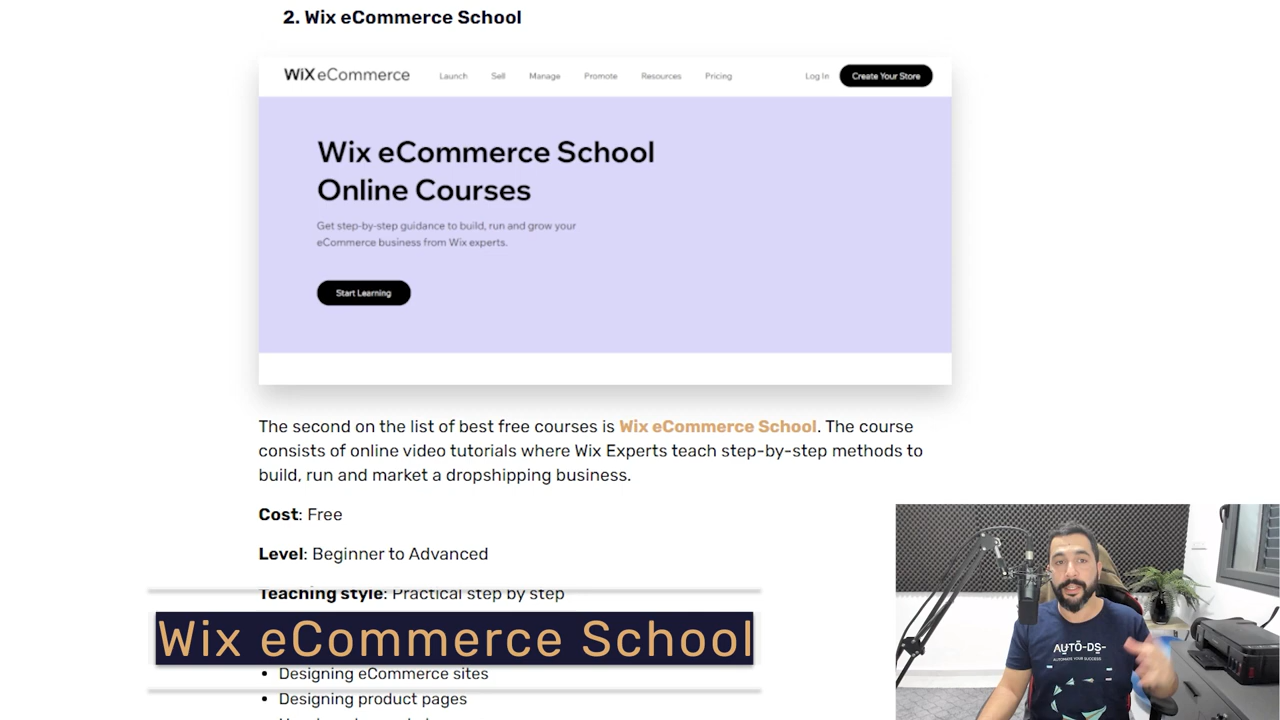 2. Wix eCommerce School
WiX eCommerce Launch Sell Manage Promote Resources Pricing Log In Create Your Store
Wix eCommerce School
Online Courses
Get step-by-step guidance to build, run and grow your
eCommerce business from Wix experts.
Start Learning
The second on the list of best free courses is Wix eCommerce School. The course
consists of online video tutorials where Wix Experts teach step-by-step methods to
build, run and market a dropshipping business.
Cost: Free
Level: Beginner to Advanced
Teaching style: Practical step by step
Wix eCommerce School
• Designing eCommerce sites
• Designing product pages
AUTO-DS-
AUTOMATE YOUR SUCCESS